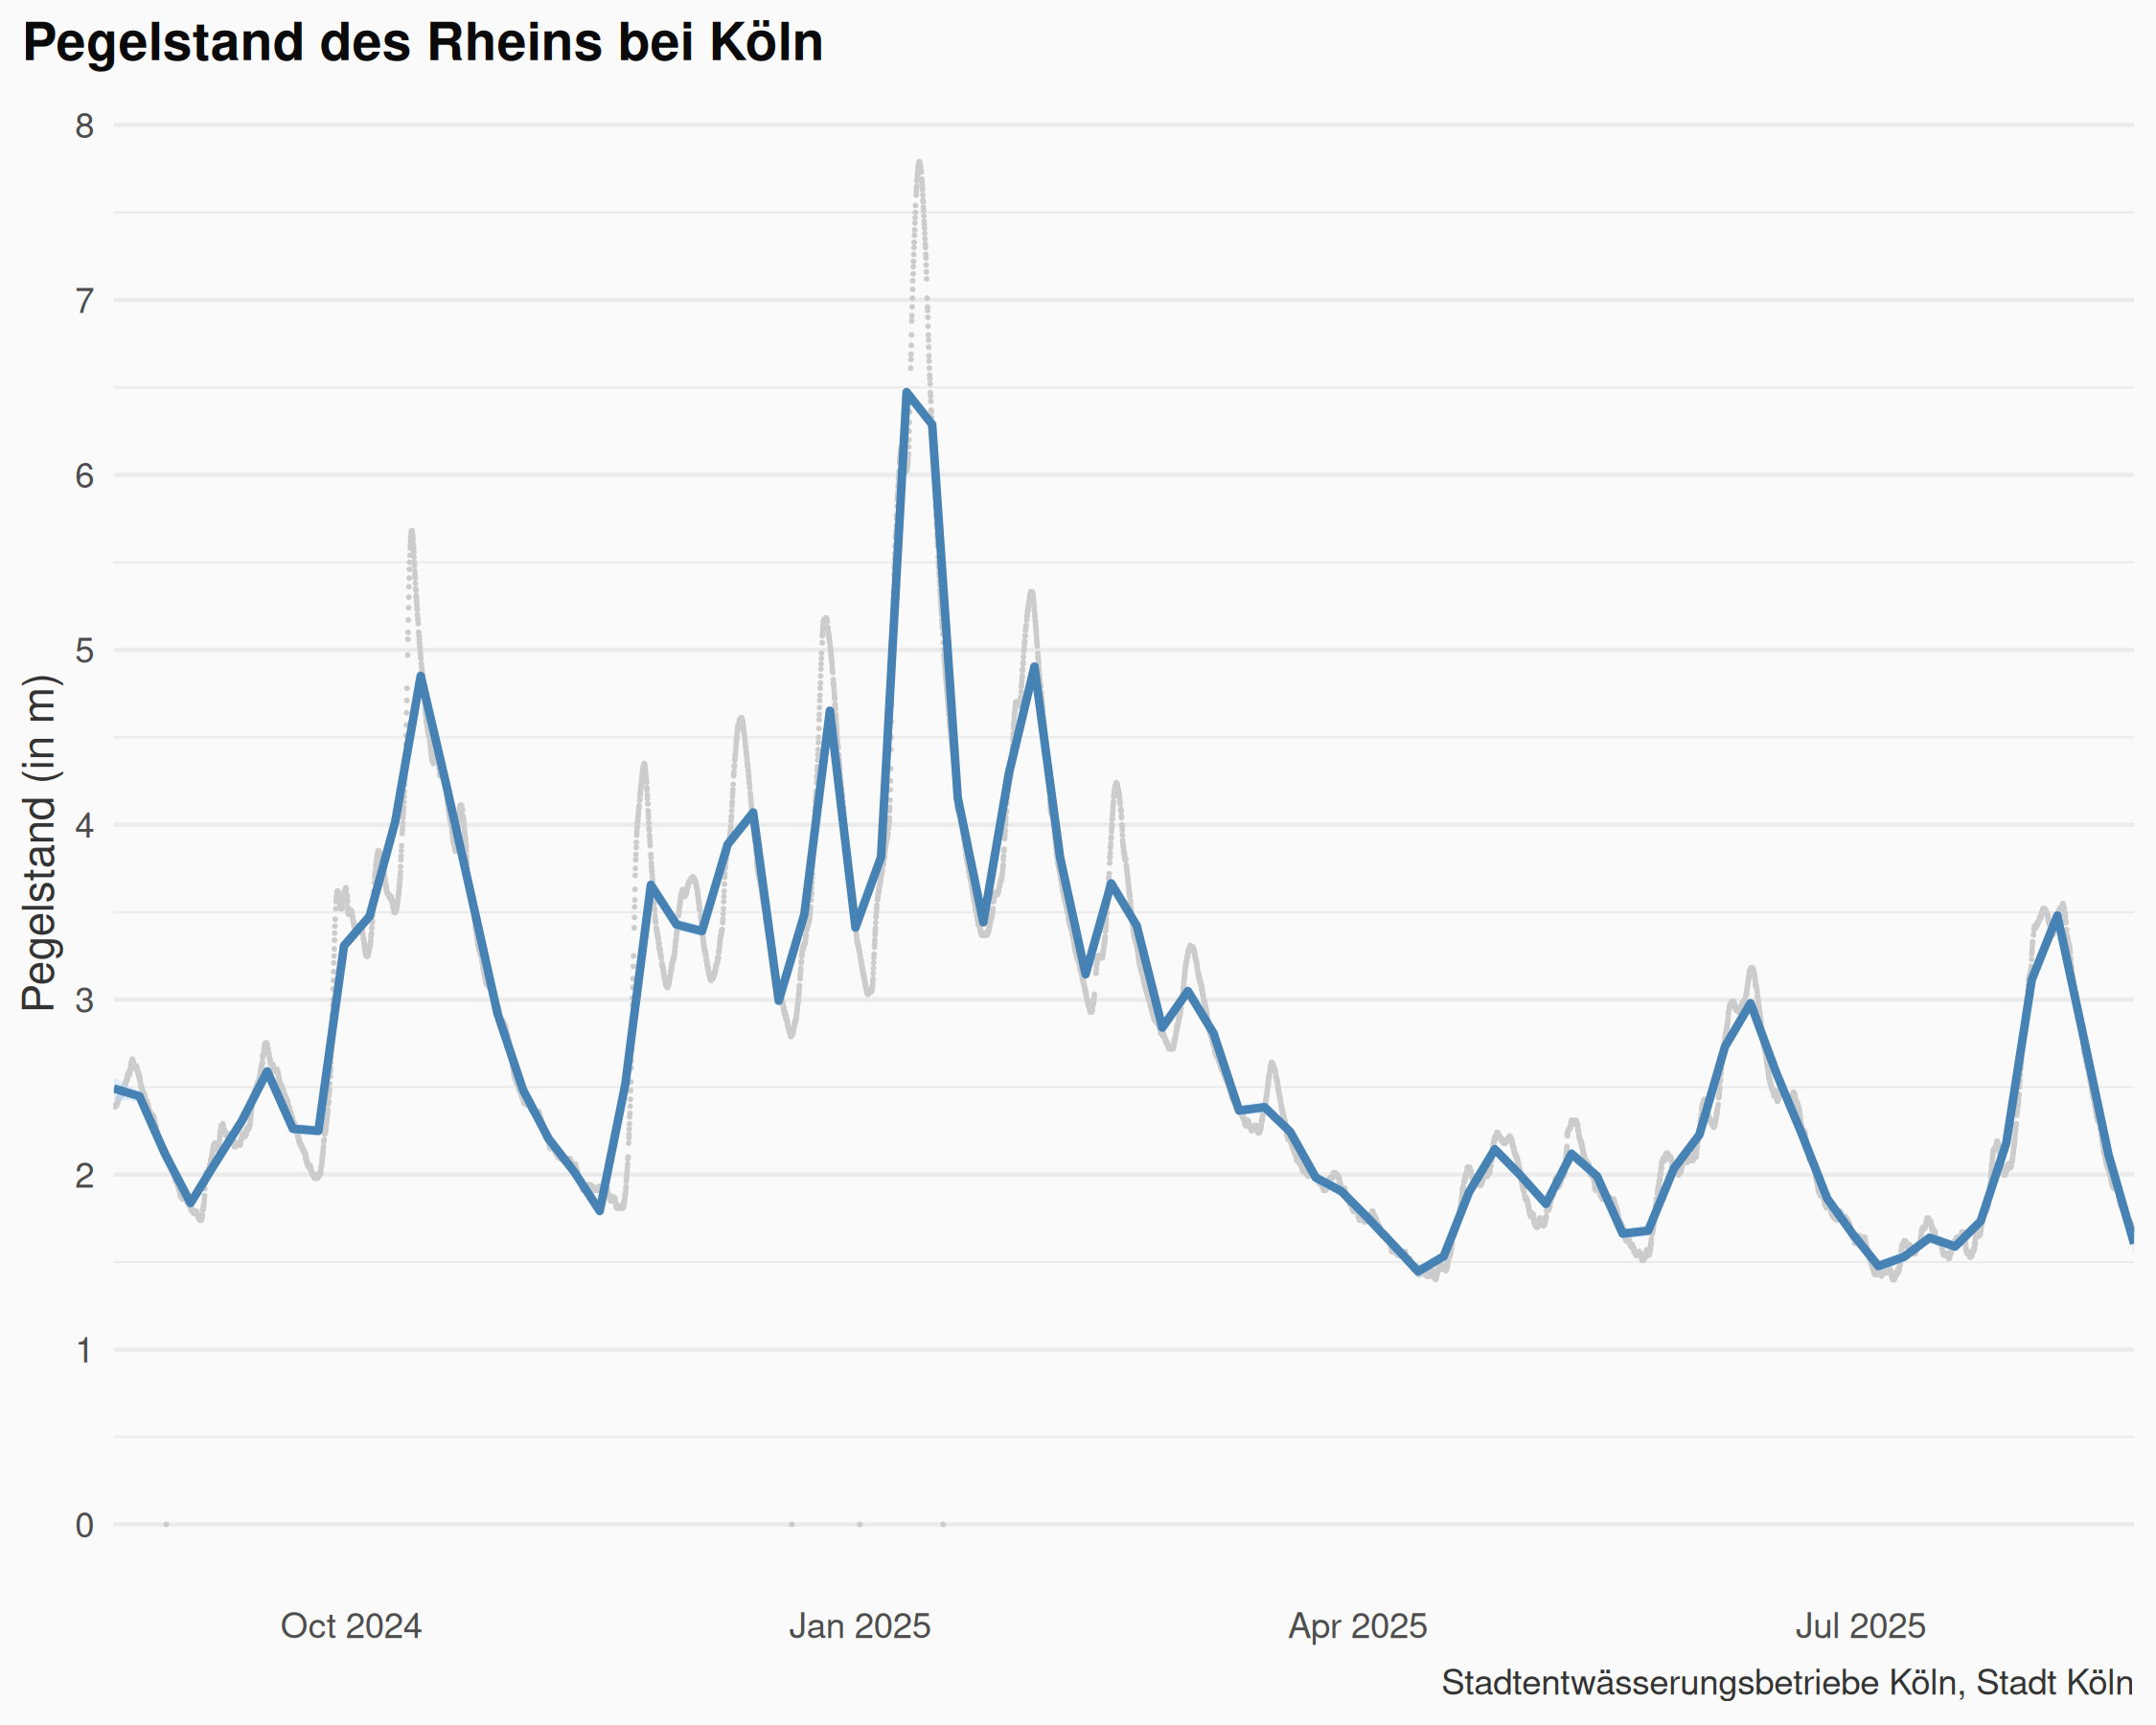 Pegelstand des Rheins bei Köln
Pegelstand (in m)
8
7
6
5
4
3
2
1
0
Oct 2024 Jan 2025 Apr 2025 Jul 2025
Stadtentwässerungsbetriebe Köln, Stadt Köln